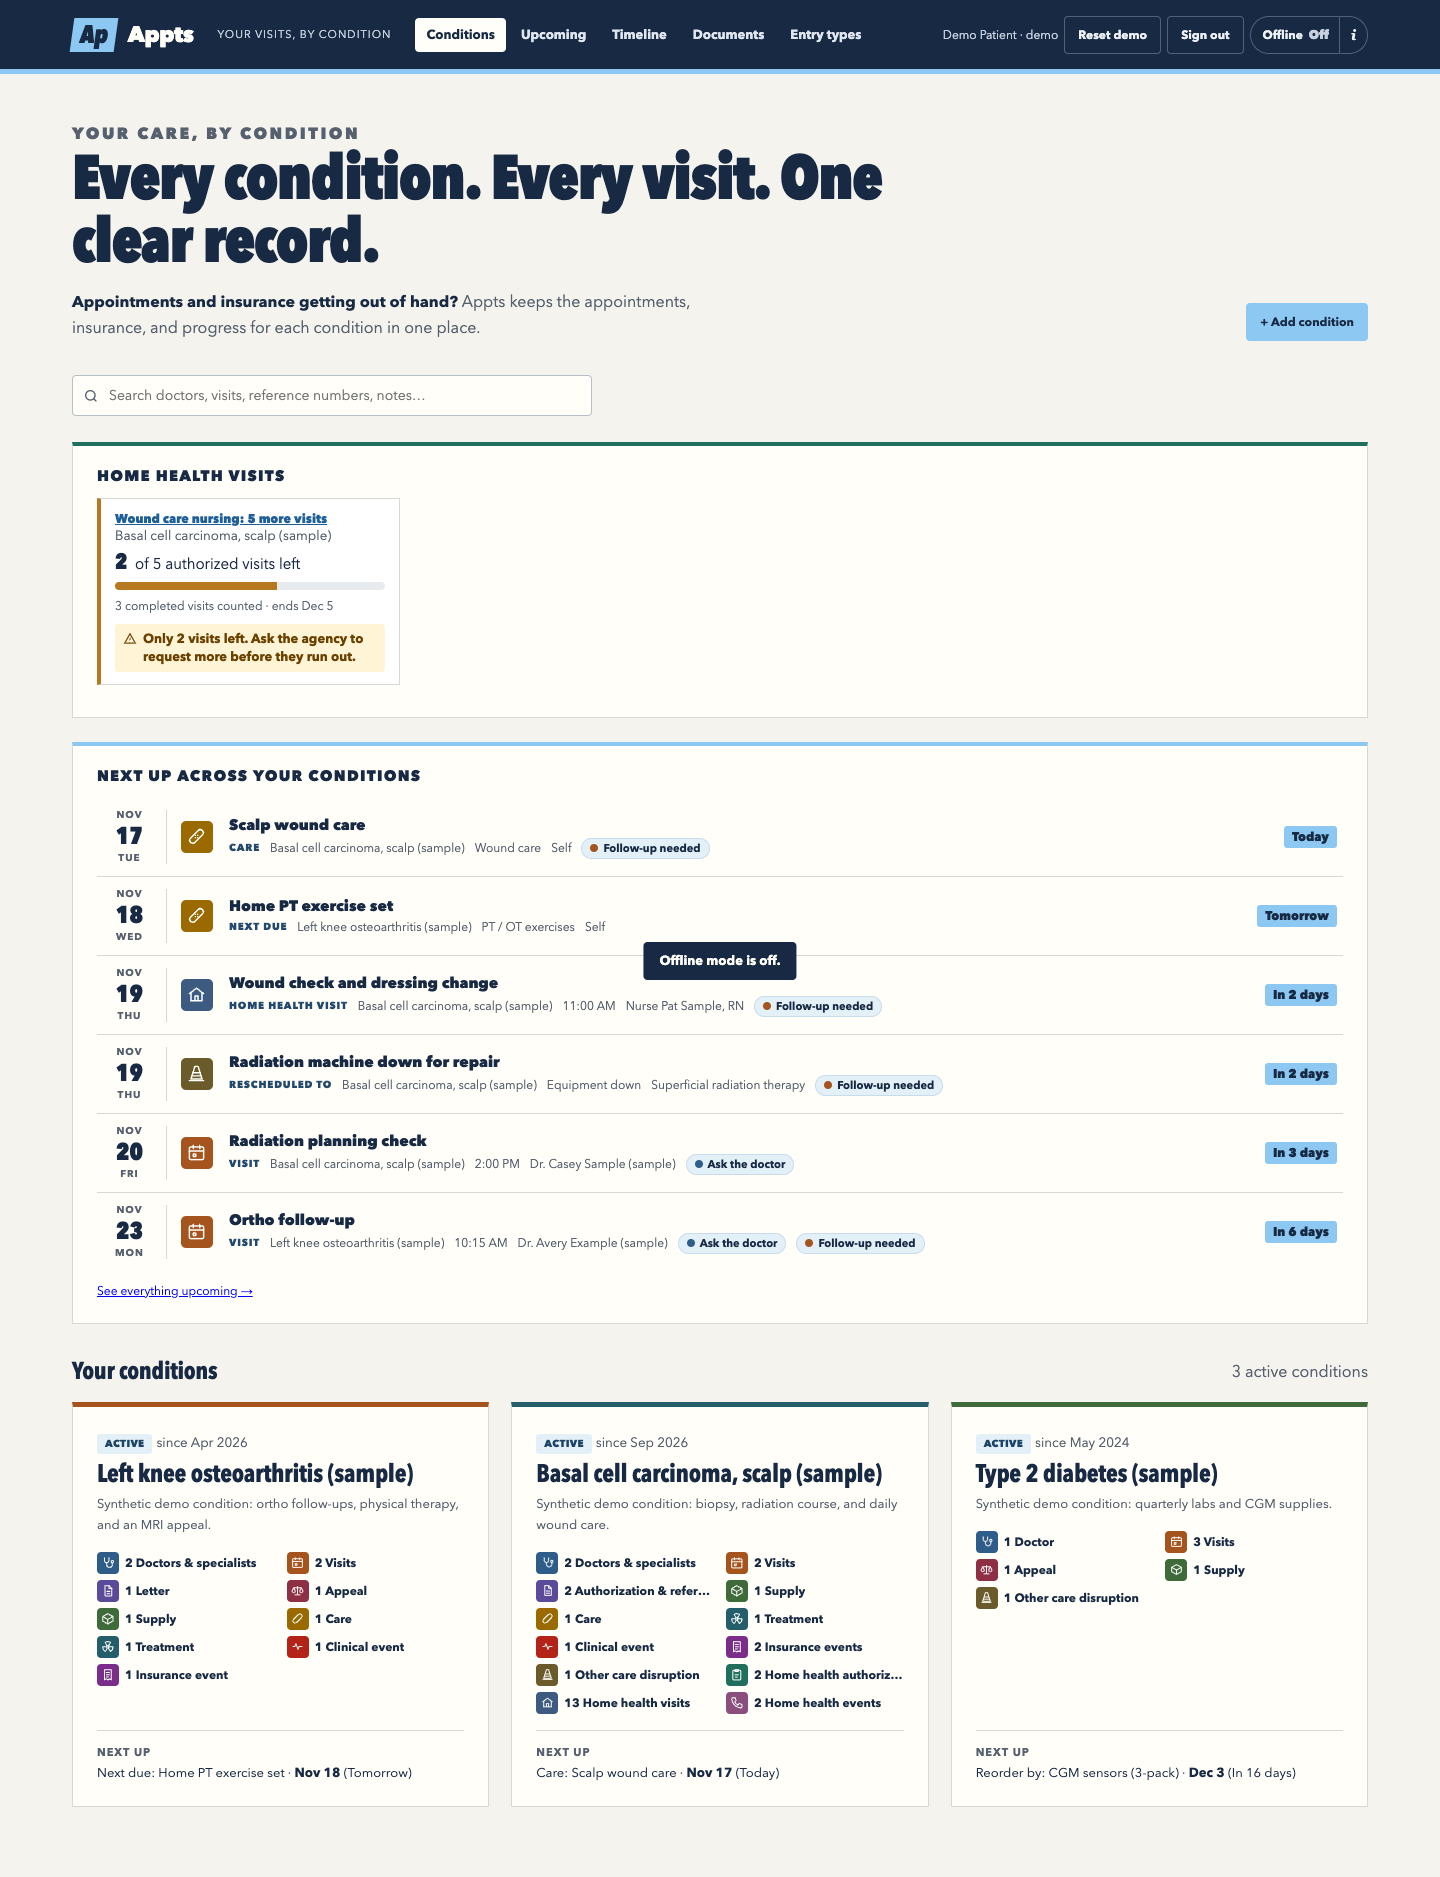 Ap Appts YOUR VISITS, BY CONDITION Conditions Upcoming Timeline Documents Entry types Demo Patient · demo Reset demo Sign out Offline Off i
YOUR CARE, BY CONDITION
Every condition. Every visit. One
clear record.
Appointments and insurance getting out of hand? Appts keeps the appointments,
insurance, and progress for each condition in one place.
+ Add condition
Search doctors, visits, reference numbers, notes…
HOME HEALTH VISITS
Wound care nursing: 5 more visits
Basal cell carcinoma, scalp (sample)
2 of 5 authorized visits left
3 completed visits counted · ends Dec 5
Only 2 visits left. Ask the agency to
request more before they run out.
NEXT UP ACROSS YOUR CONDITIONS
NOV
17
TUE
Scalp wound care
CARE Basal cell carcinoma, scalp (sample) Wound care Self Follow-up needed
Today
NOV
18
WED
Home PT exercise set
NEXT DUE Left knee osteoarthritis (sample) PT / OT exercises Self
Tomorrow
Offline mode is off.
NOV
19
THU
Wound check and dressing change
HOME HEALTH VISIT Basal cell carcinoma, scalp (sample) 11:00 AM Nurse Pat Sample, RN Follow-up needed
In 2 days
NOV
19
THU
Radiation machine down for repair
RESCHEDULED TO Basal cell carcinoma, scalp (sample) Equipment down Superficial radiation therapy Follow-up needed
In 2 days
NOV
20
FRI
Radiation planning check
VISIT Basal cell carcinoma, scalp (sample) 2:00 PM Dr. Casey Sample (sample) Ask the doctor
In 3 days
NOV
23
MON
Ortho follow-up
VISIT Left knee osteoarthritis (sample) 10:15 AM Dr. Avery Example (sample) Ask the doctor Follow-up needed
In 6 days
See everything upcoming →
Your conditions
3 active conditions
ACTIVE since Apr 2026
Left knee osteoarthritis (sample)
Synthetic demo condition: ortho follow-ups, physical therapy,
and an MRI appeal.
2 Doctors & specialists 2 Visits
1 Letter 1 Appeal
1 Supply 1 Care
1 Treatment 1 Clinical event
1 Insurance event
NEXT UP
Next due: Home PT exercise set · Nov 18 (Tomorrow)
ACTIVE since Sep 2026
Basal cell carcinoma, scalp (sample)
Synthetic demo condition: biopsy, radiation course, and daily
wound care.
2 Doctors & specialists 2 Visits
2 Authorization & refer… 1 Supply
1 Care 1 Treatment
1 Clinical event 2 Insurance events
1 Other care disruption 2 Home health authoriz…
13 Home health visits 2 Home health events
NEXT UP
Care: Scalp wound care · Nov 17 (Today)
ACTIVE since May 2024
Type 2 diabetes (sample)
Synthetic demo condition: quarterly labs and CGM supplies.
1 Doctor 3 Visits
1 Appeal 1 Supply
1 Other care disruption
NEXT UP
Reorder by: CGM sensors (3-pack) · Dec 3 (In 16 days)